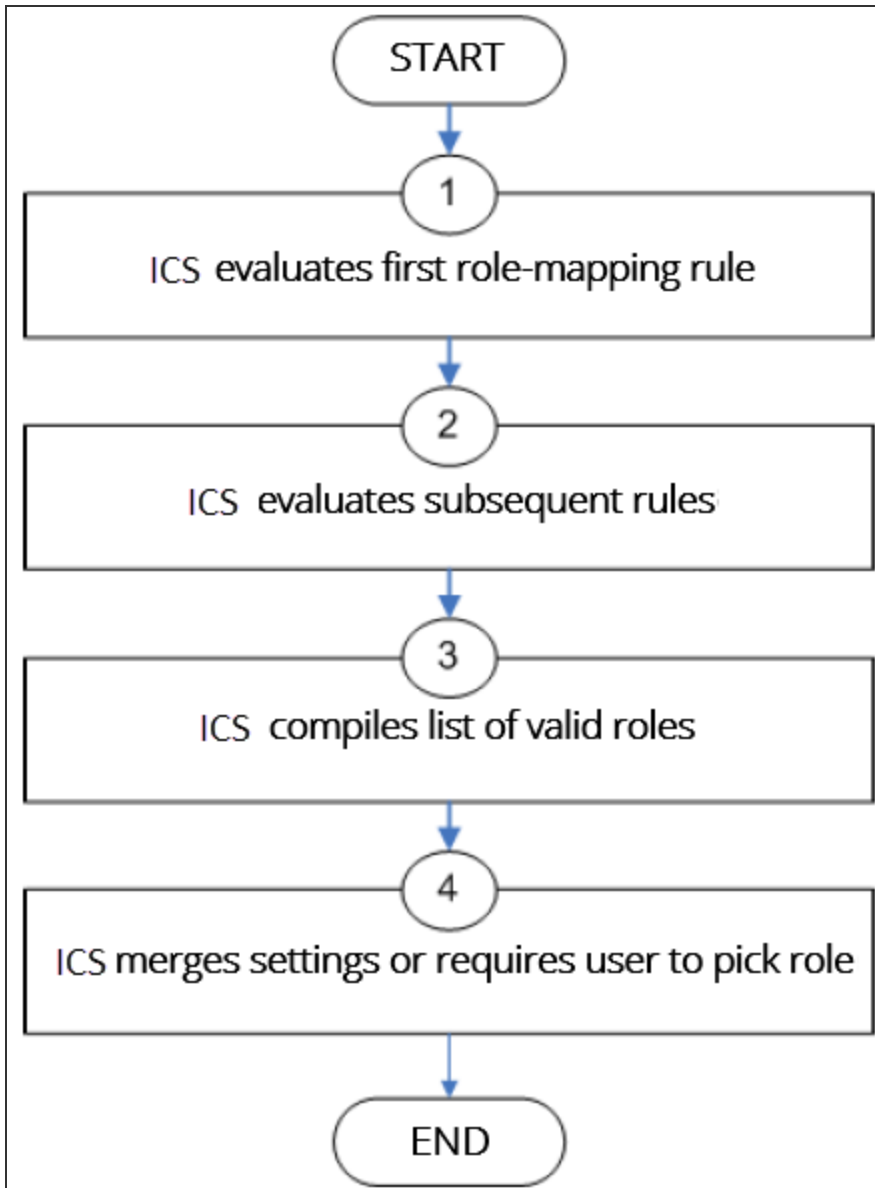 START
1
ICS evaluates first role-mapping rule
2
ICS evaluates subsequent rules
3
ICS compiles list of valid roles
4
ICS merges settings or requires user to pick role
END